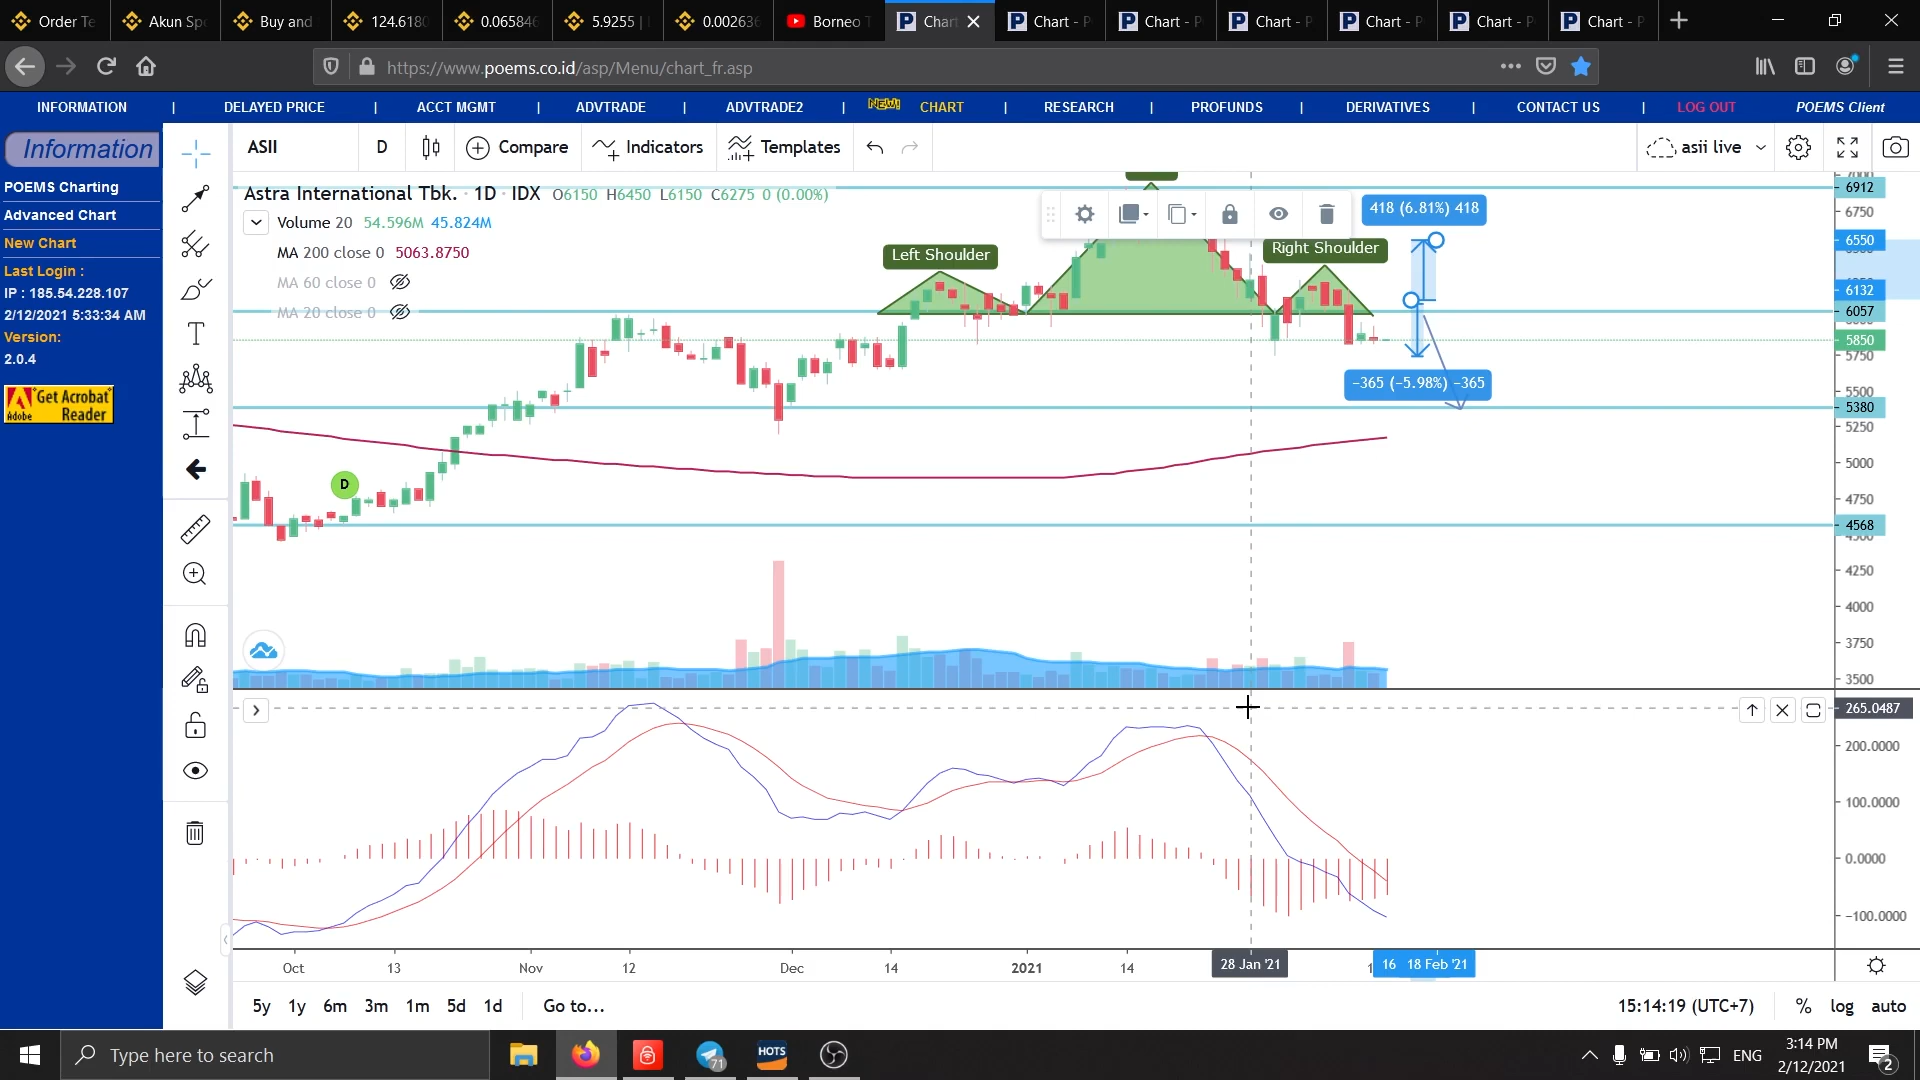 Order Te
Akun Spo
Buy and
124.6180
0.06584
5.9255 |
0.002636
Borneo T
Chart
Chart - P
Chart - P
Chart - P
Chart - P
Chart - P
Chart - P
https://www.poems.co.id/asp/Menu/chart_fr.asp
INFORMATION | DELAYED PRICE | ACCT MGMT | ADVTRADE | ADVTRADE2 | NEW! CHART | RESEARCH | PROFUNDS | DERIVATIVES | CONTACT US | LOG OUT POEMS Client
Information
POEMS Charting
Advanced Chart
New Chart
Last Login :
IP : 185.54.228.107
2/12/2021 5:33:34 AM
Version:
2.0.4
Get Acrobat
Reader
Adobe
ASII D Compare Indicators Templates asii live
Astra International Tbk. · 1D · IDX O6150 H6450 L6150 C6275 0 (0.00%)
Volume 20 54.596M 45.824M
MA 200 close 0 5063.8750
MA 60 close 0
MA 20 close 0
Left Shoulder
Right Shoulder
418 (6.81%) 418
−365 (−5.98%) −365
D
6912
6750
6550
6132
6057
5850
5750
5500
5380
5250
5000
4750
4568
4250
4000
3750
3500
265.0487
200.0000
100.0000
0.0000
−100.0000
Oct 13 Nov 12 Dec 14 2021 14 28 Jan '21 16 18 Feb '21
5y 1y 6m 3m 1m 5d 1d Go to... 15:14:19 (UTC+7) % log auto
Type here to search
71
HOTS
ENG
3:14 PM
2/12/2021
2